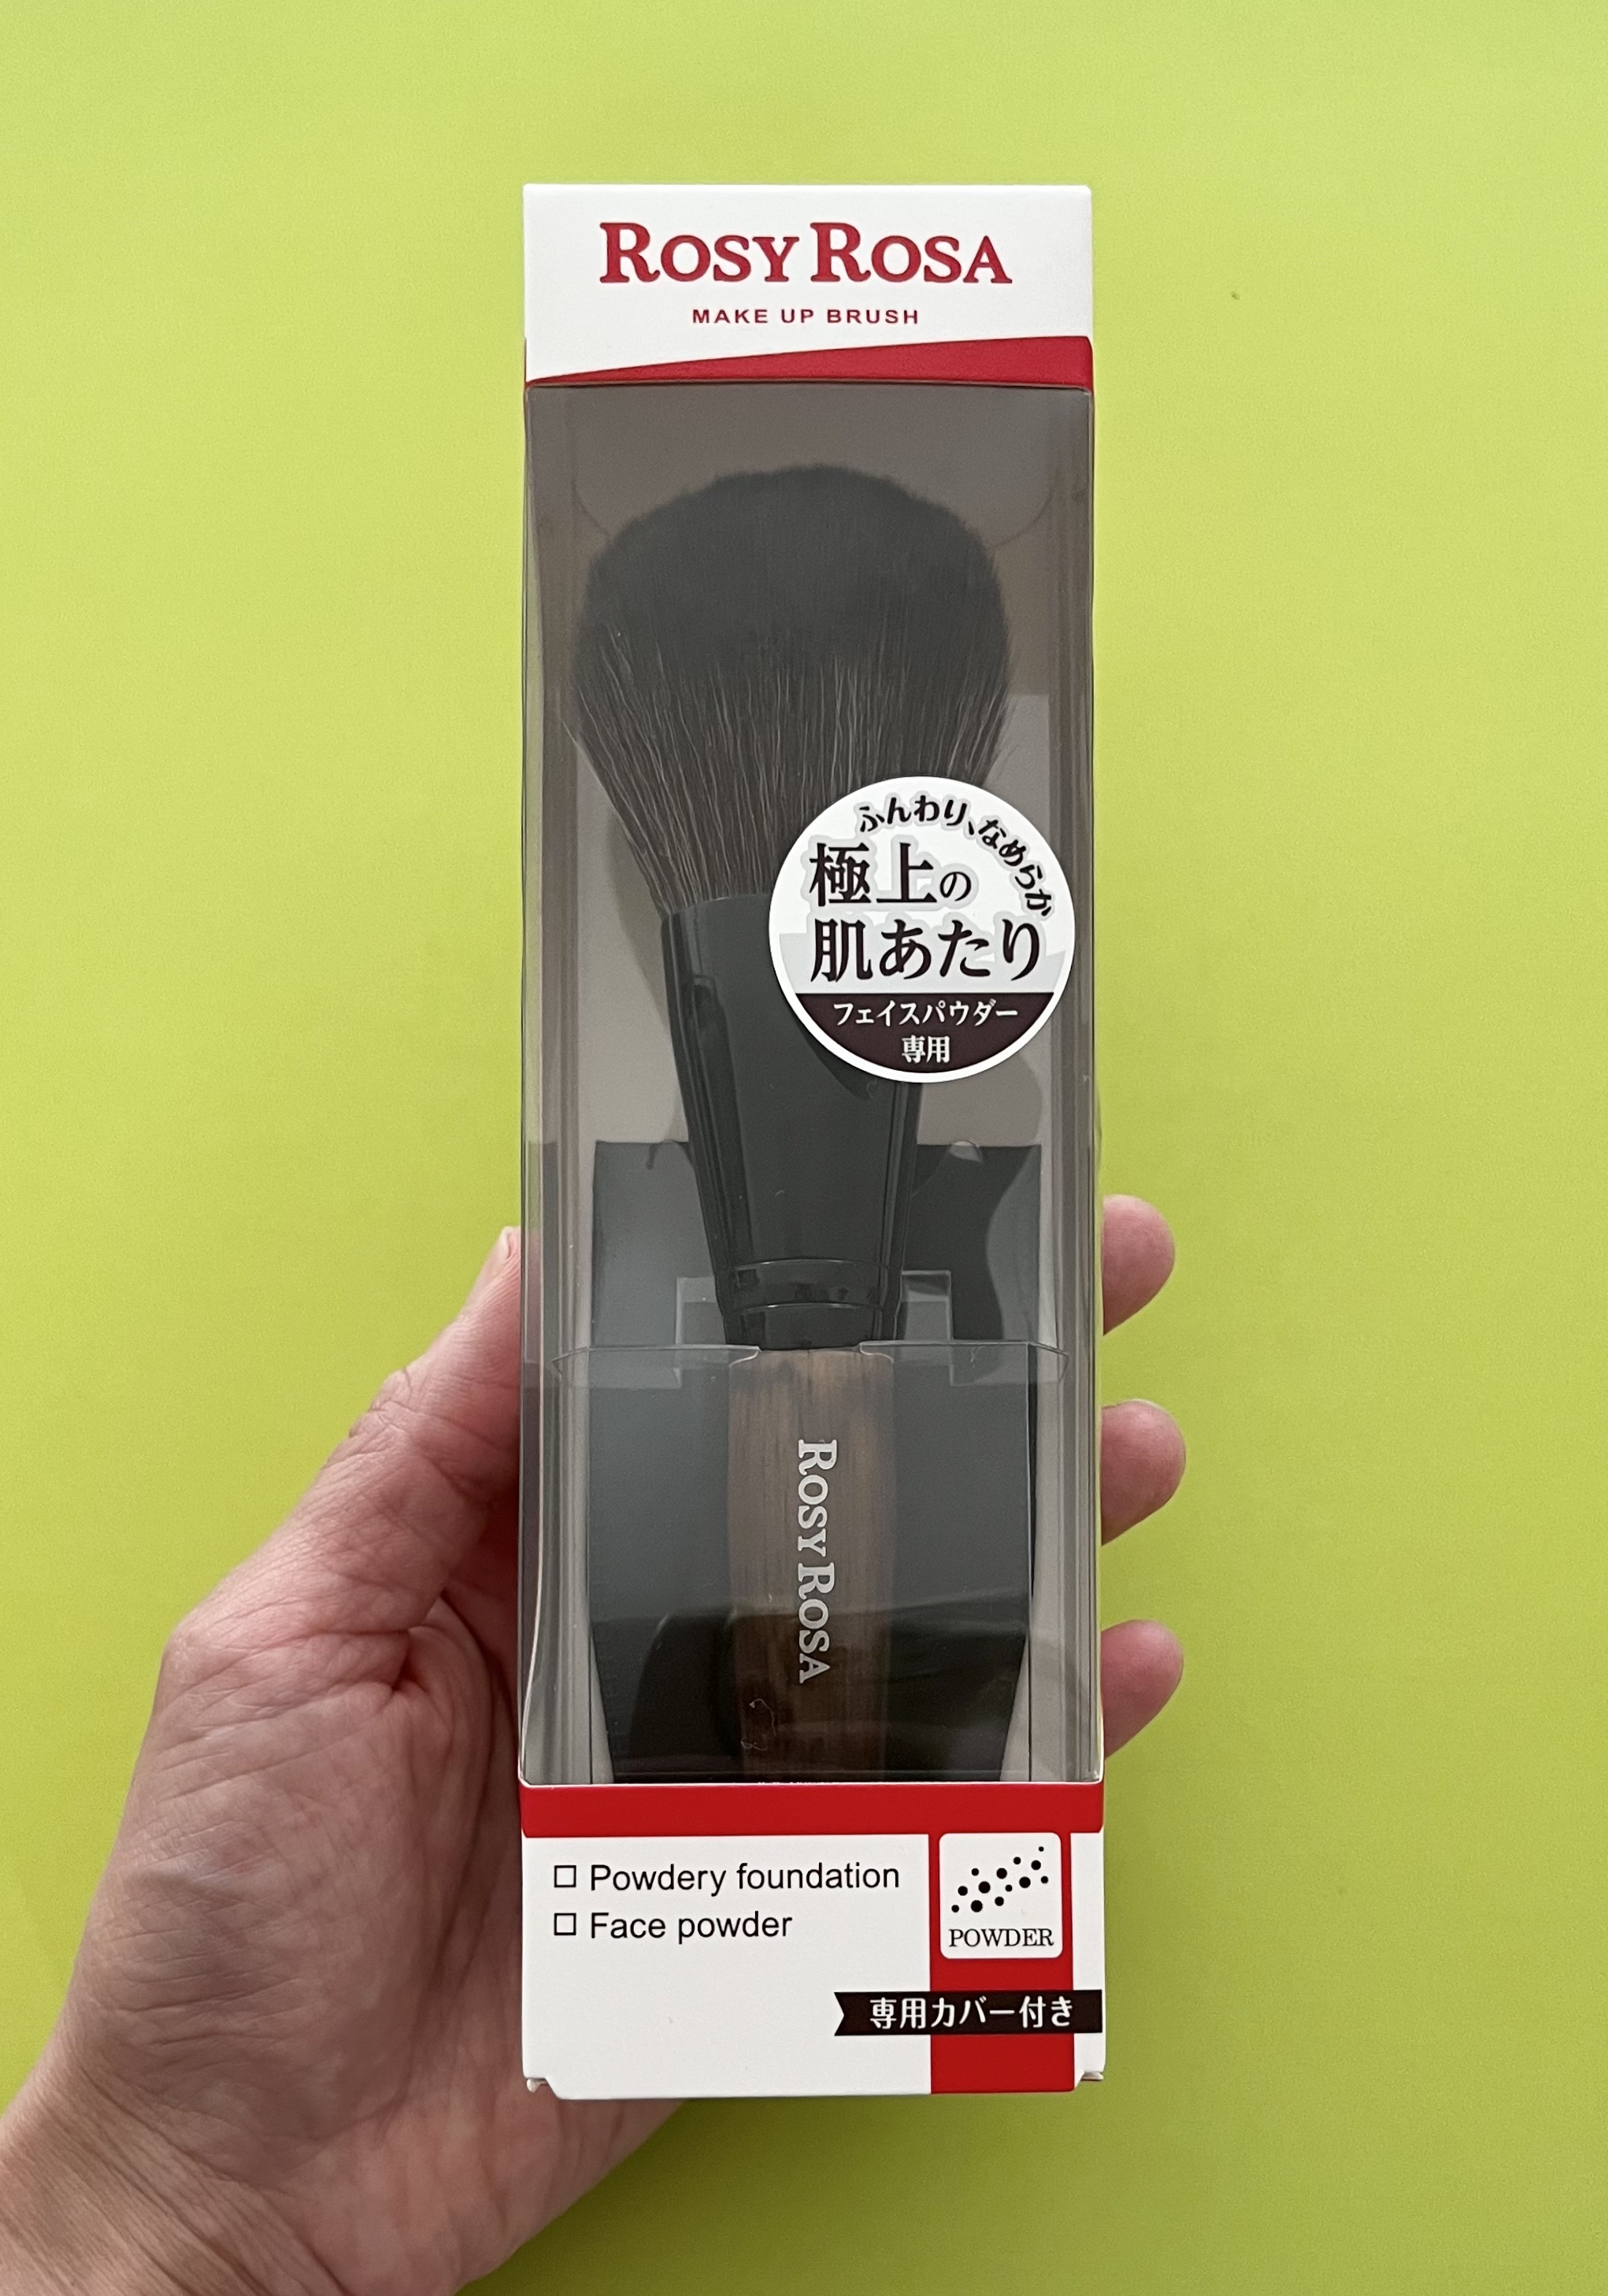 ROSY ROSA
MAKE UP BRUSH
ふんわり、なめらか
極上の
肌あたり
フェイスパウダー
専用
ROSY ROSA
□ Powdery foundation
□ Face powder
POWDER
専用カバー付き